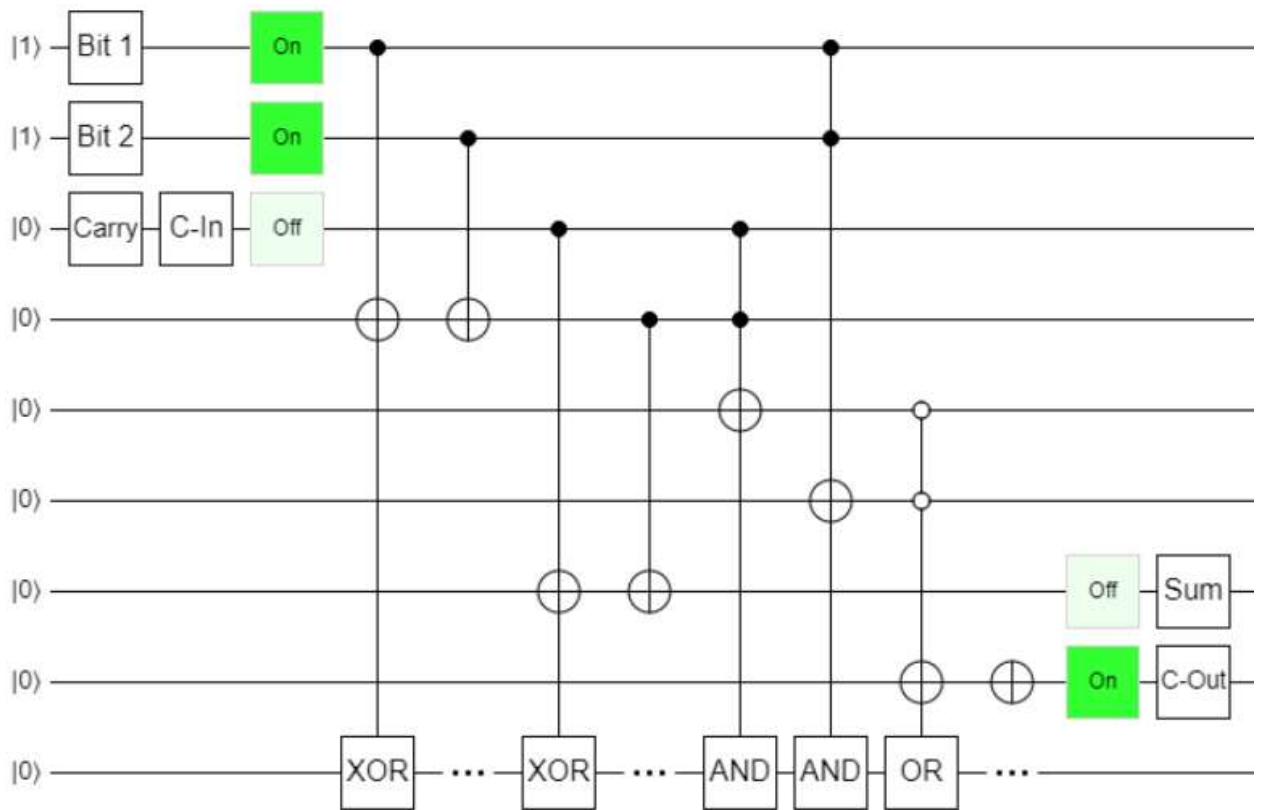 |1⟩ Bit 1 On
|1⟩ Bit 2 On
|0⟩ Carry C-In Off
|0⟩
|0⟩
|0⟩
|0⟩ Off Sum
|0⟩ On C-Out
|0⟩ XOR ... XOR ... AND AND OR ...